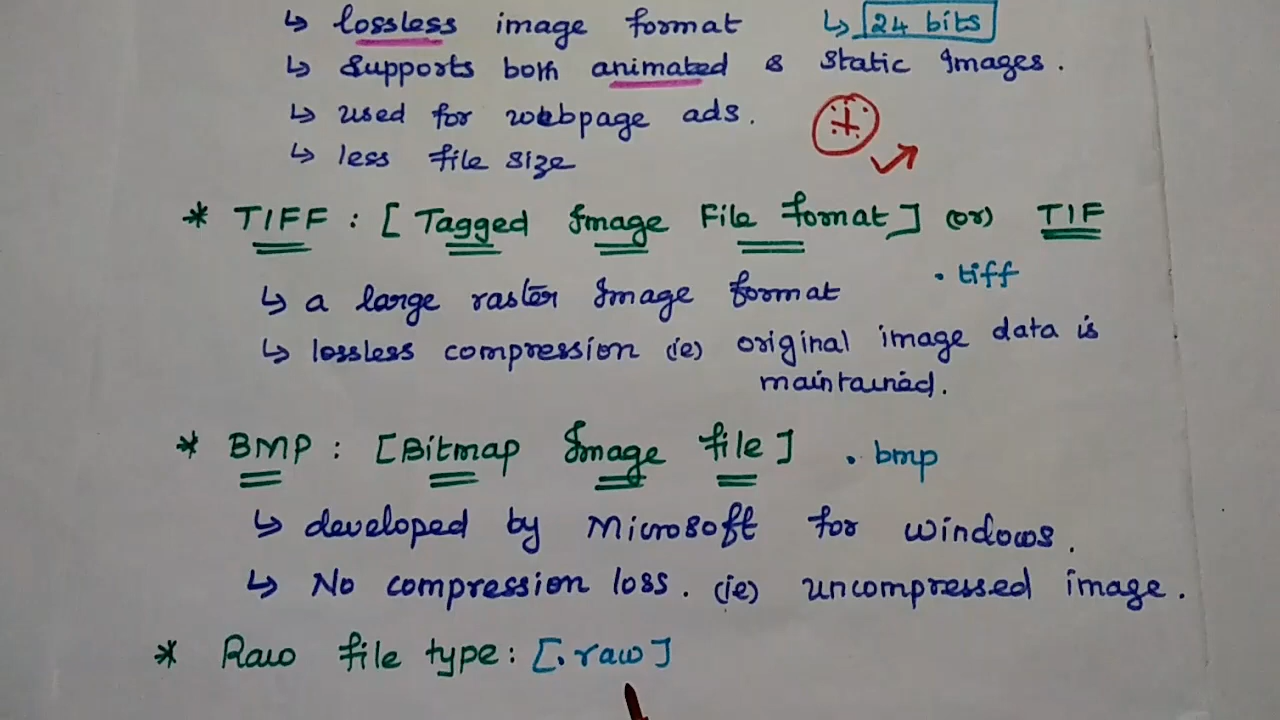 ↳ lossless image format ↳ 24 bits
↳ supports both animated & static images.
↳ used for webpage ads.
↳ less file size
* TIFF : [Tagged Image File Format] (or) TIF
.tiff
↳ a large raster image format
↳ lossless compression (ie) original image data is
maintained.
* BMP : [Bitmap Image file] .bmp
↳ developed by Microsoft for windows.
↳ No compression loss. (ie) uncompressed image.
* Raw file type: [.raw]